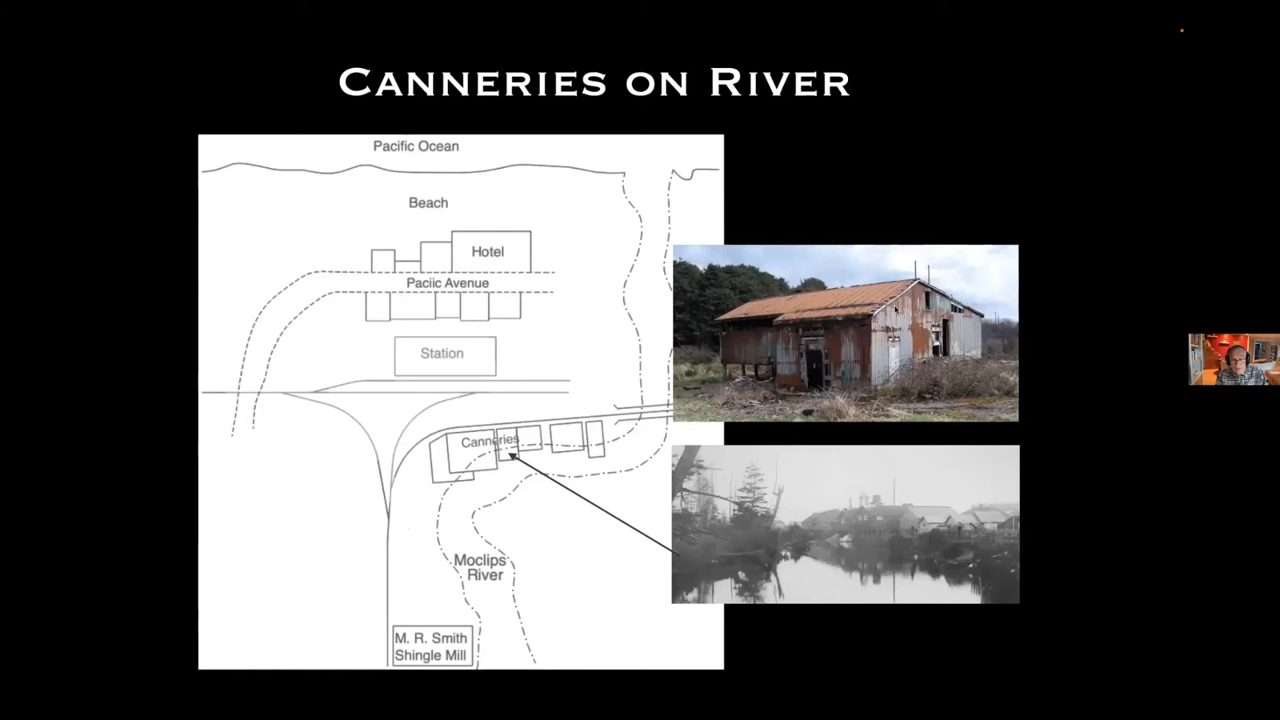 CANNERIES ON RIVER
Pacific Ocean
Beach
Hotel
Paciic Avenue
Station
Canneries
Moclips
River
M. R. Smith
Shingle Mill